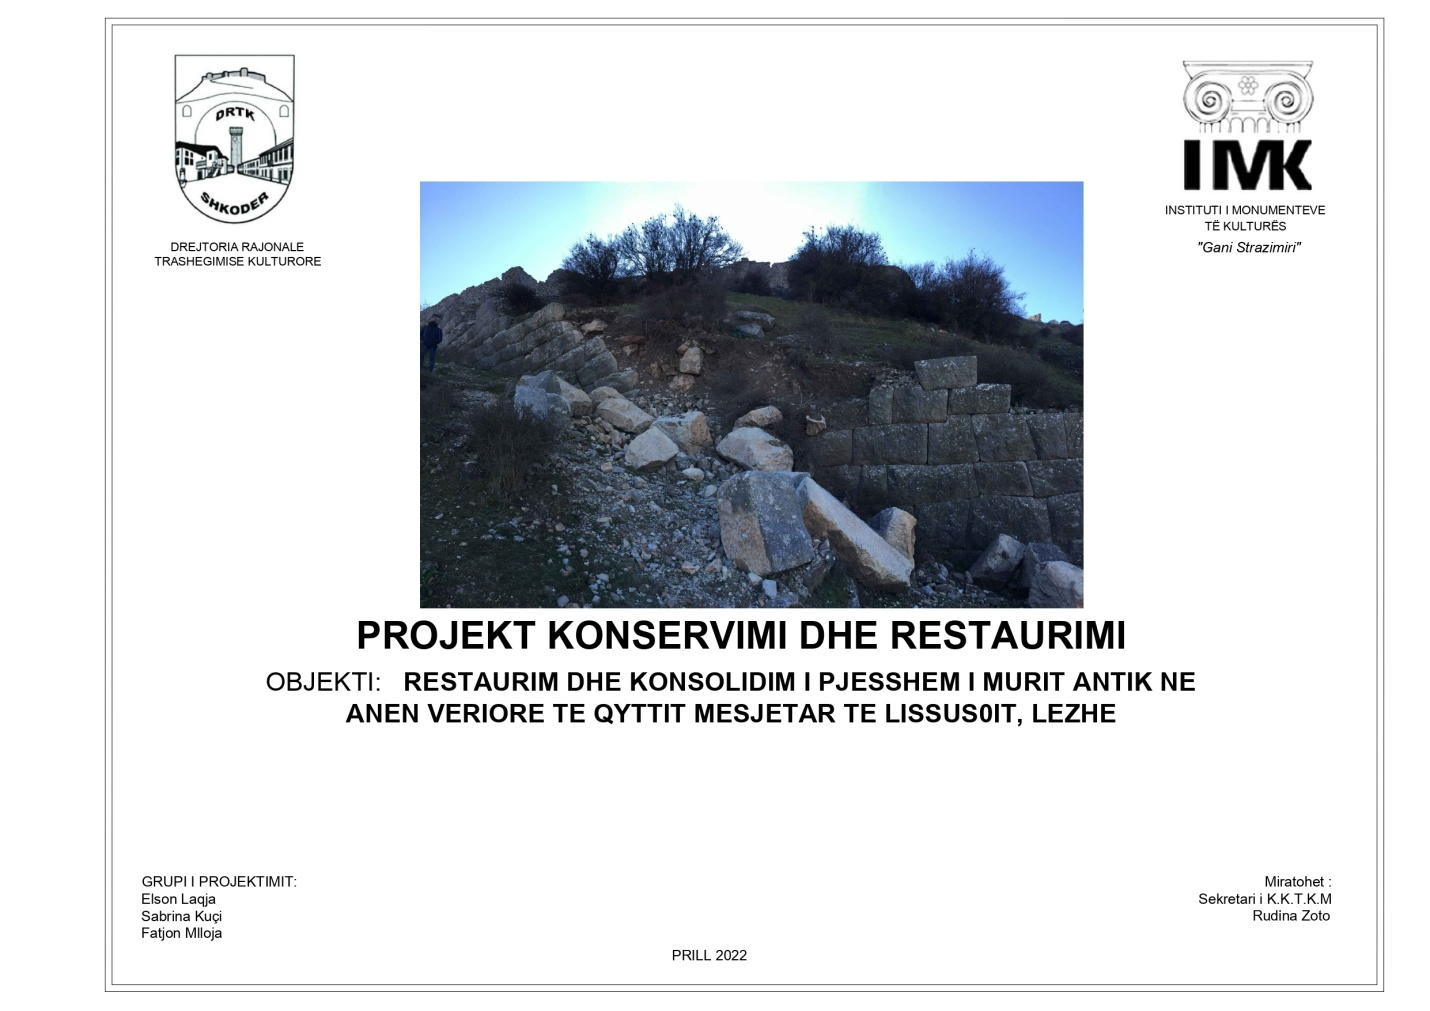 DRTK
SHKODER
DREJTORIA RAJONALE
TRASHEGIMISE KULTURORE
IMK
INSTITUTI I MONUMENTEVE
TË KULTURËS
"Gani Strazimiri"
PROJEKT KONSERVIMI DHE RESTAURIMI
OBJEKTI: RESTAURIM DHE KONSOLIDIM I PJESSHEM I MURIT ANTIK NE
ANEN VERIORE TE QYTTIT MESJETAR TE LISSUS0IT, LEZHE
GRUPI I PROJEKTIMIT:
Elson Laqja
Sabrina Kuçi
Fatjon Mlloja
Miratohet :
Sekretari i K.K.T.K.M
Rudina Zoto
PRILL 2022